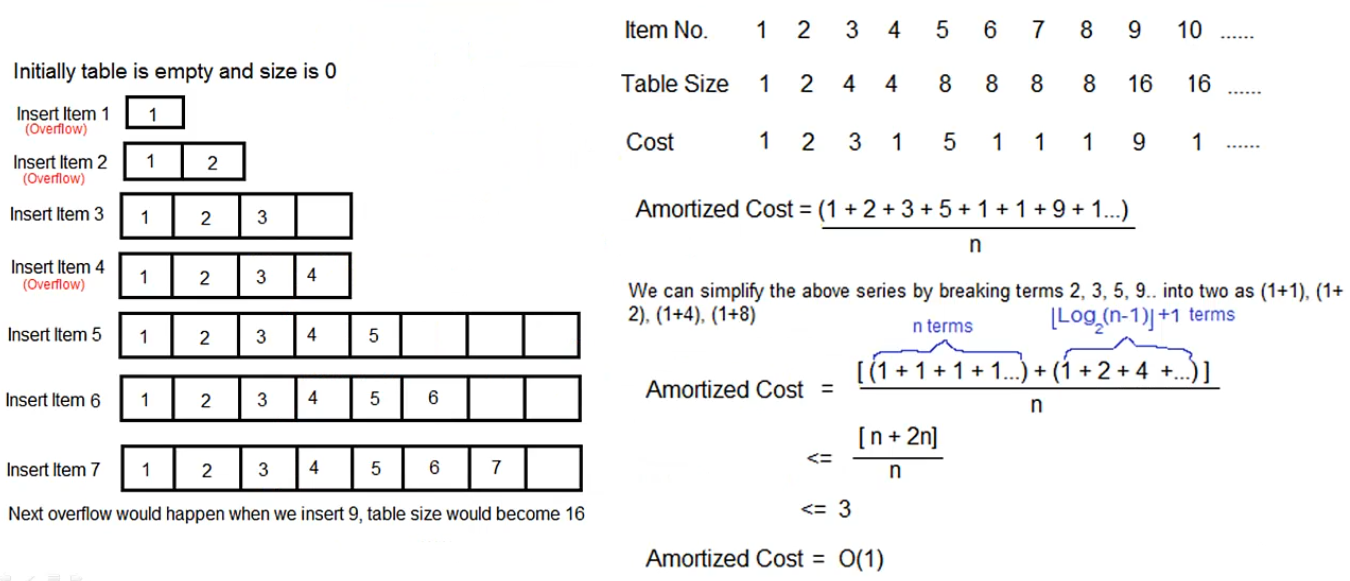 Initially table is empty and size is 0
Insert Item 1
(Overflow)
1
Insert Item 2
(Overflow)
1 2
Insert Item 3
1 2 3
Insert Item 4
(Overflow)
1 2 3 4
Insert Item 5
1 2 3 4 5
Insert Item 6
1 2 3 4 5 6
Insert Item 7
1 2 3 4 5 6 7
Next overflow would happen when we insert 9, table size would become 16
Item No. 1 2 3 4 5 6 7 8 9 10 ......
Table Size 1 2 4 4 8 8 8 8 16 16 ......
Cost 1 2 3 1 5 1 1 1 9 1 ......
Amortized Cost = (1 + 2 + 3 + 5 + 1 + 1 + 9 + 1...)
n
We can simplify the above series by breaking terms 2, 3, 5, 9.. into two as (1+1), (1+
2), (1+4), (1+8)
n terms
⌊Log2(n-1)⌋+1 terms
Amortized Cost = [(1 + 1 + 1 + 1...) + (1 + 2 + 4 +...)]
n
<= [n + 2n]
n
<= 3
Amortized Cost = O(1)